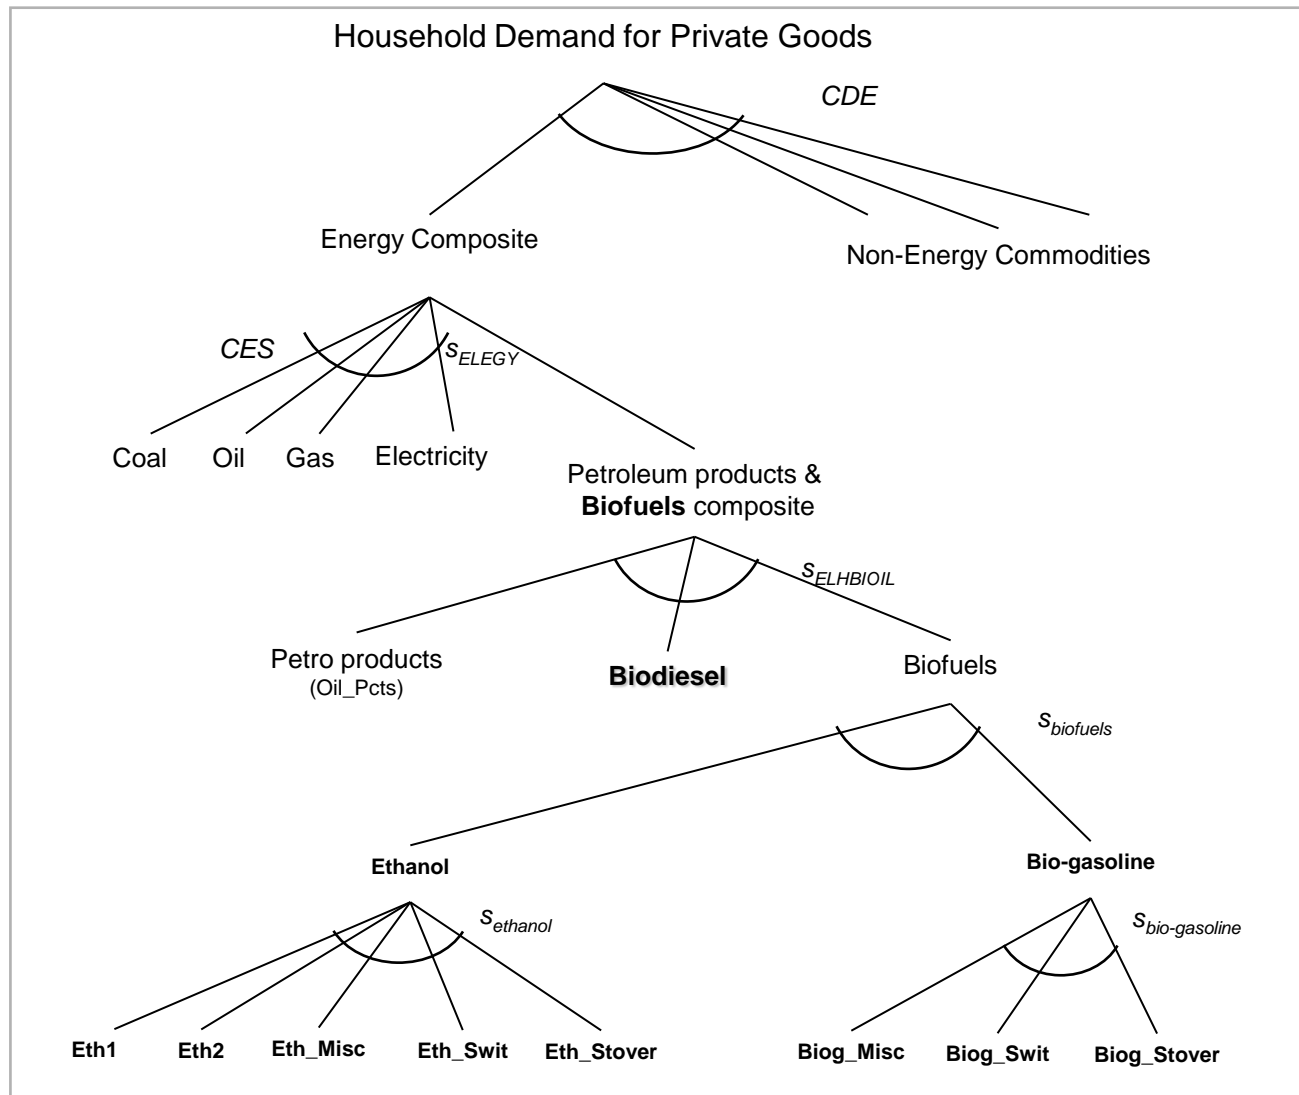 Household Demand for Private Goods
CDE
Energy Composite
Non-Energy Commodities
CES
sELEGY
Coal
Oil
Gas
Electricity
Petroleum products &
Biofuels composite
sELHBIOIL
Petro products
(Oil_Pcts)
Biodiesel
Biofuels
sbiofuels
Ethanol
Bio-gasoline
sethanol
sbio-gasoline
Eth1
Eth2
Eth_Misc
Eth_Swit
Eth_Stover
Biog_Misc
Biog_Swit
Biog_Stover